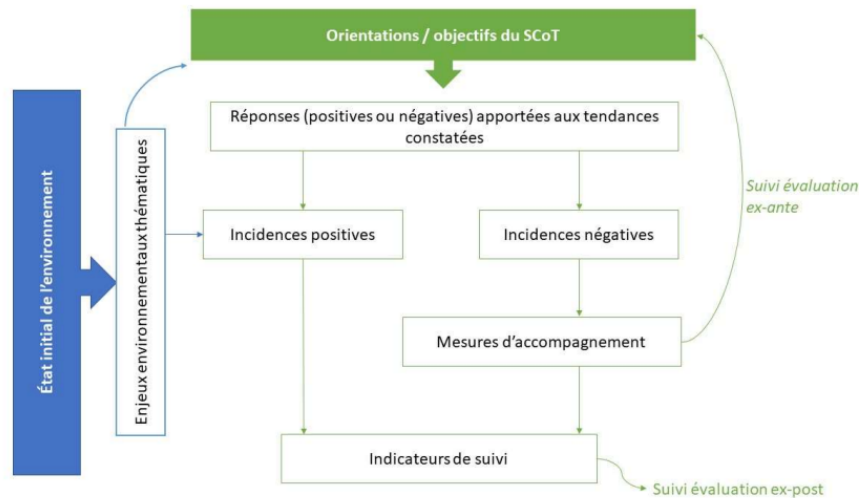 Orientations / objectifs du SCoT
État initial de l'environnement
Enjeux environnementaux thématiques
Réponses (positives ou négatives) apportées aux tendances
constatées
Suivi évaluation
ex-ante
Incidences positives
Incidences négatives
Mesures d'accompagnement
Indicateurs de suivi
Suivi évaluation ex-post